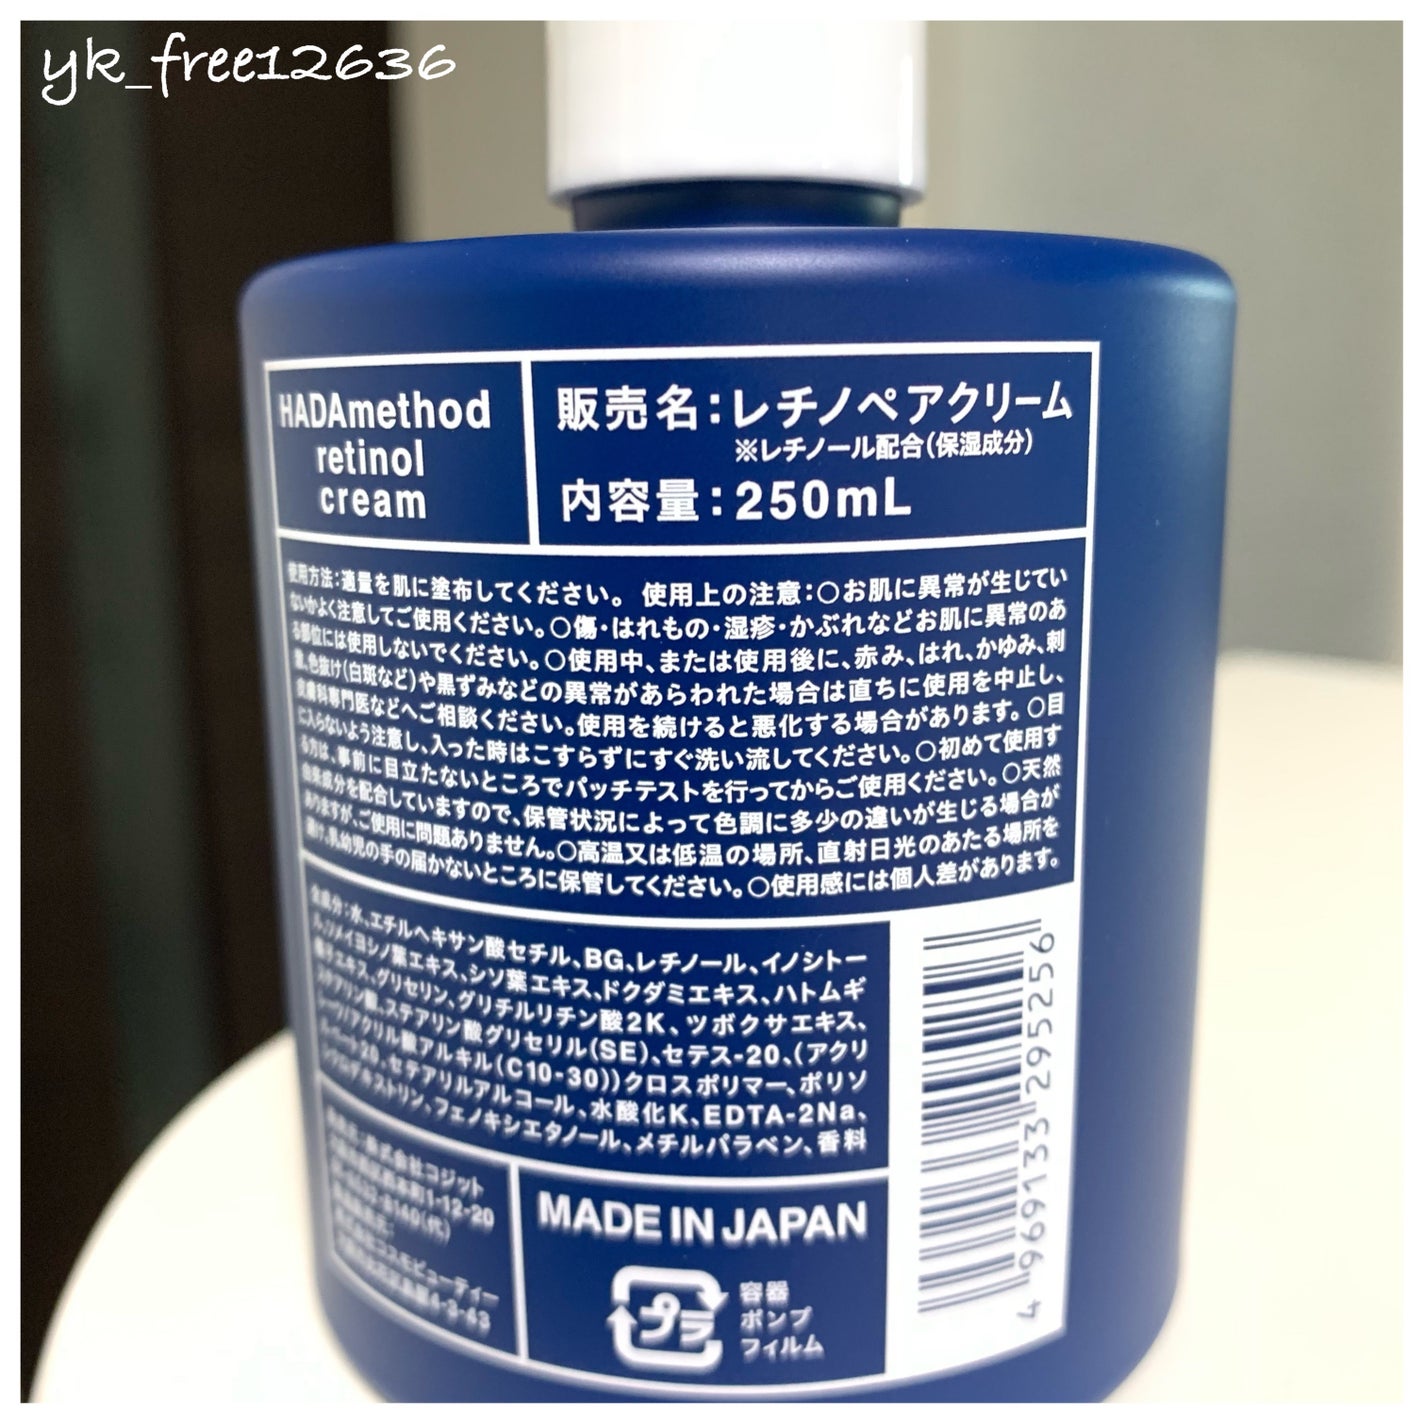 yk_free12636
HADAmethod
retinol
cream
販売名:レチノペアクリーム
※レチノール配合(保湿成分)
内容量:250mL
使用方法:適量を肌に塗布してください。 使用上の注意:○お肌に異常が生じてい
ないかよく注意してご使用ください。○傷・はれもの・湿疹・かぶれなどお肌に異常のあ
る部位には使用しないでください。○使用中、または使用後に、赤み、はれ、かゆみ、刺
激、色抜け(白斑など)や黒ずみなどの異常があらわれた場合は直ちに使用を中止し、
皮膚科専門医などへご相談ください。使用を続けると悪化する場合があります。○目
に入らないよう注意し、入った時はこすらずにすぐ洗い流してください。○初めて使用す
る方は、事前に目立たないところでパッチテストを行ってからご使用ください。○天然
由来成分を配合していますので、保管状況によって色調に多少の違いが生じる場合が
ありますが、ご使用に問題ありません。○高温又は低温の場所、直射日光のあたる場所を
避け、乳幼児の手の届かないところに保管してください。○使用感には個人差があります。
全成分:水、エチルヘキサン酸セチル、BG、レチノール、イノシトー
ル、ソメイヨシノ葉エキス、シソ葉エキス、ドクダミエキス、ハトムギ
種子エキス、グリセリン、グリチルリチン酸2K、ツボクサエキス、
ステアリン酸、ステアリン酸グリセリル(SE)、セテス-20、(アクリ
レーツ/アクリル酸アルキル(C10-30))クロスポリマー、ポリソ
ルベート20、セテアリルアルコール、水酸化K、EDTA-2Na、
シクロデキストリン、フェノキシエタノール、メチルパラベン、香料
株式会社コジット
1-12-20
(代)
株式会社コスモビューティー
4-3-43
MADE IN JAPAN
プラ
容器
ポンプ
フィルム
4 969133 295256